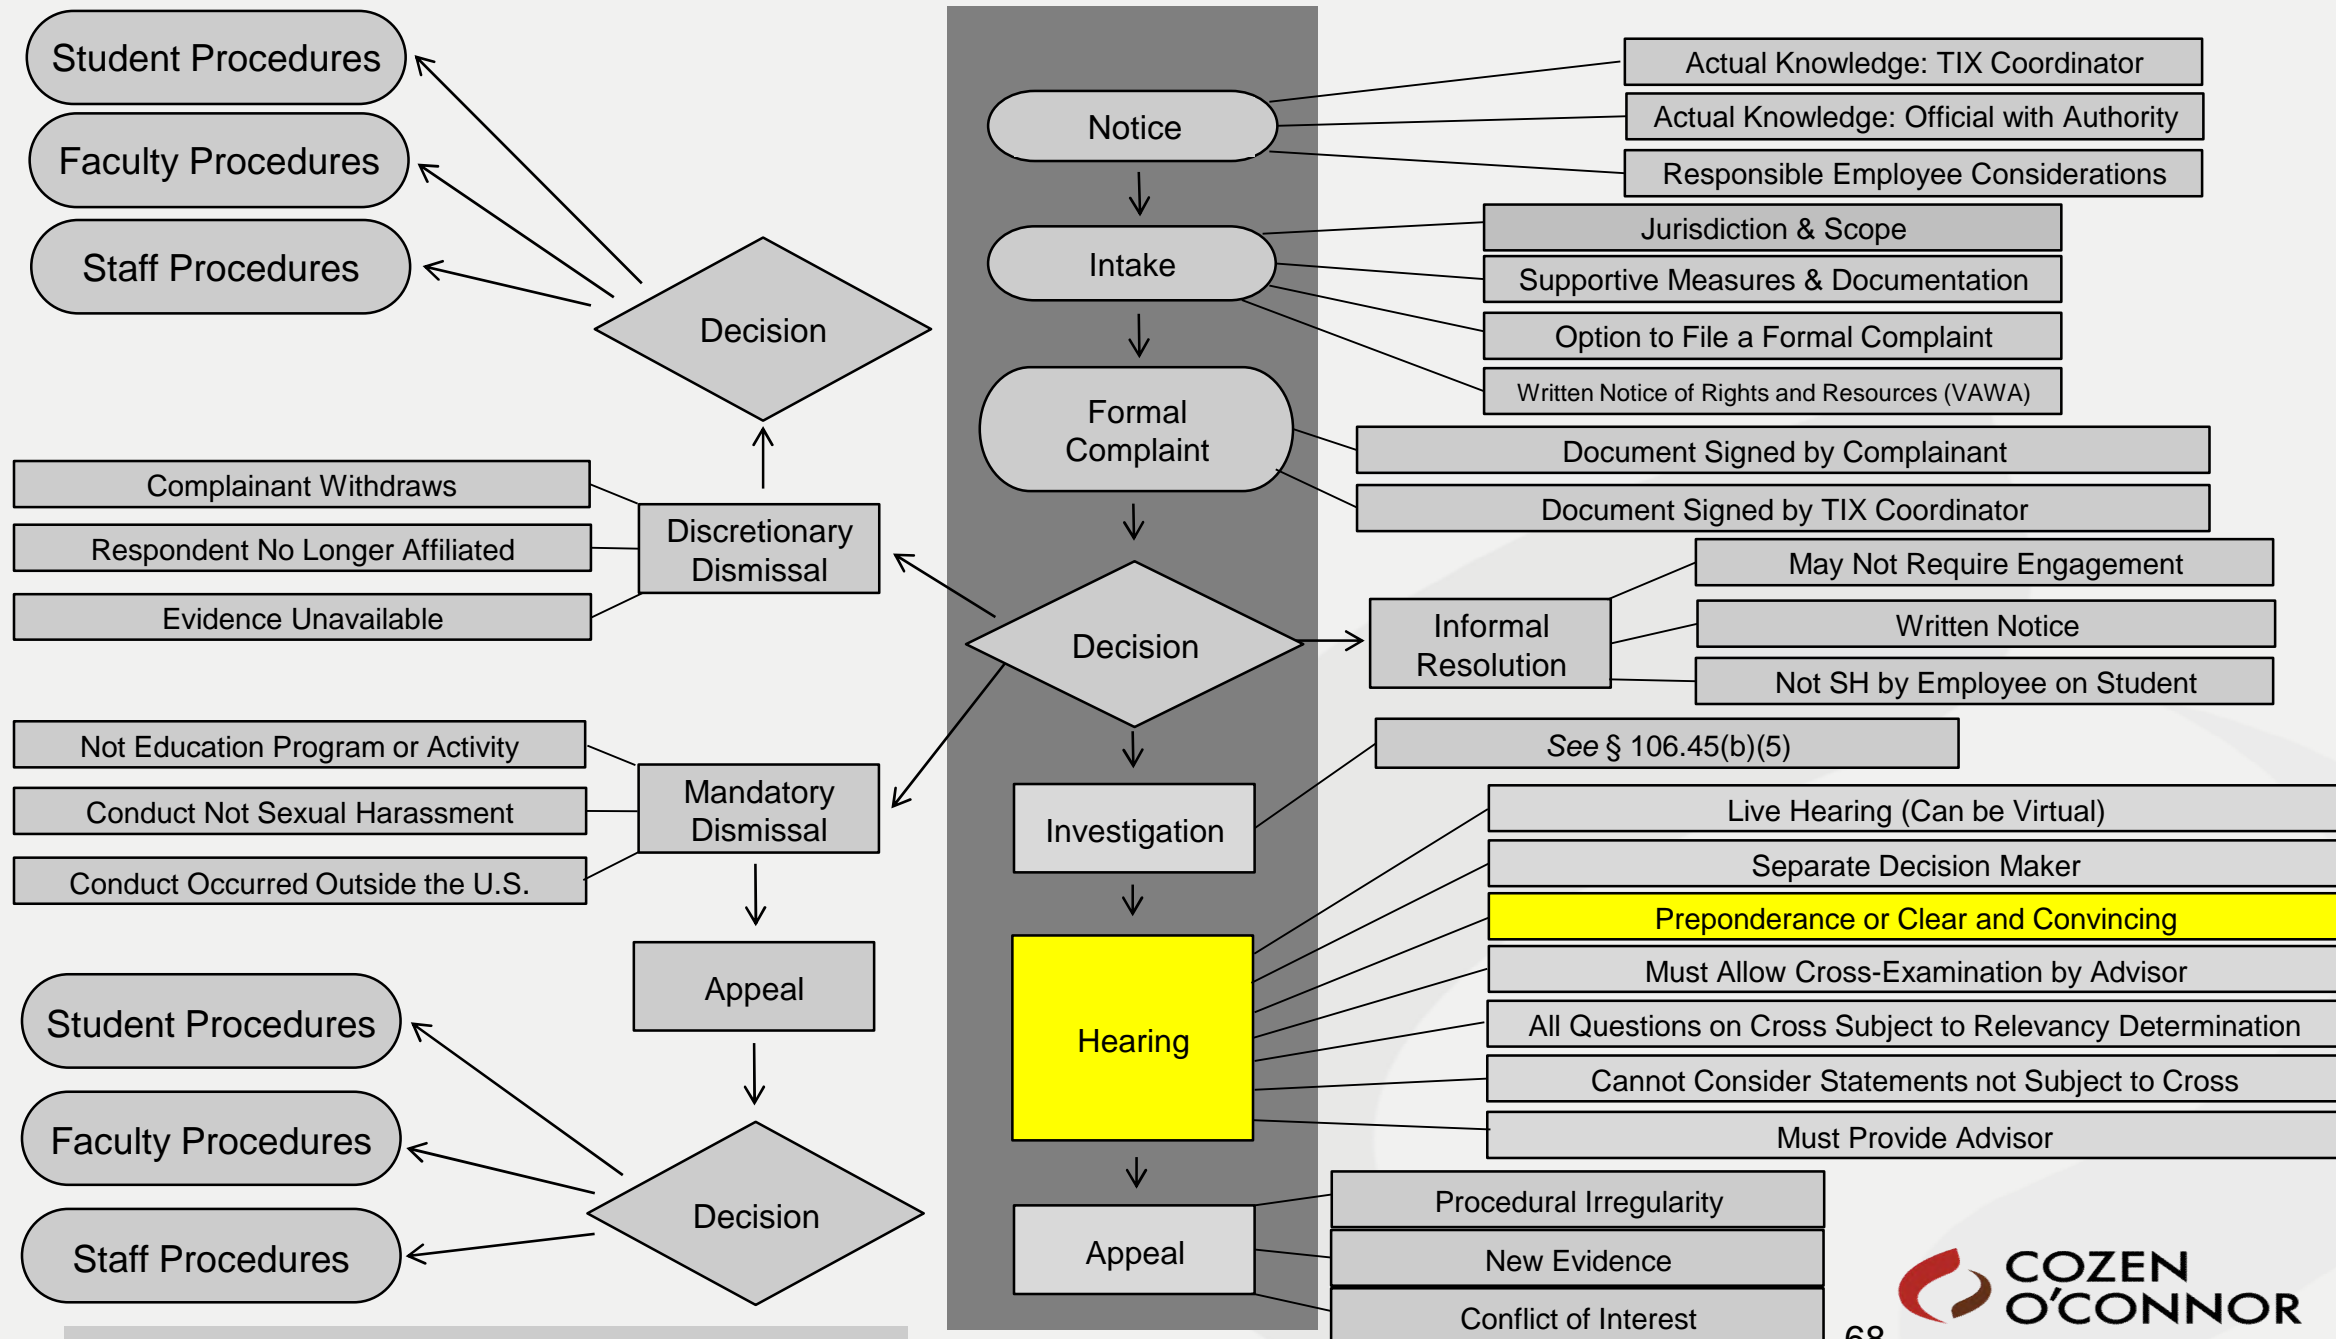 Student Procedures
Faculty Procedures
Staff Procedures
Decision
Complainant Withdraws
Respondent No Longer Affiliated
Evidence Unavailable
Discretionary
Dismissal
Not Education Program or Activity
Conduct Not Sexual Harassment
Conduct Occurred Outside the U.S.
Mandatory
Dismissal
Appeal
Student Procedures
Faculty Procedures
Staff Procedures
Decision
Notice
Actual Knowledge: TIX Coordinator
Actual Knowledge: Official with Authority
Responsible Employee Considerations
Intake
Jurisdiction & Scope
Supportive Measures & Documentation
Option to File a Formal Complaint
Written Notice of Rights and Resources (VAWA)
Formal
Complaint
Document Signed by Complainant
Document Signed by TIX Coordinator
Decision
Informal
Resolution
May Not Require Engagement
Written Notice
Not SH by Employee on Student
Investigation
See § 106.45(b)(5)
Hearing
Live Hearing (Can be Virtual)
Separate Decision Maker
Preponderance or Clear and Convincing
Must Allow Cross-Examination by Advisor
All Questions on Cross Subject to Relevancy Determination
Cannot Consider Statements not Subject to Cross
Must Provide Advisor
Appeal
Procedural Irregularity
New Evidence
Conflict of Interest
COZEN
O'CONNOR
68